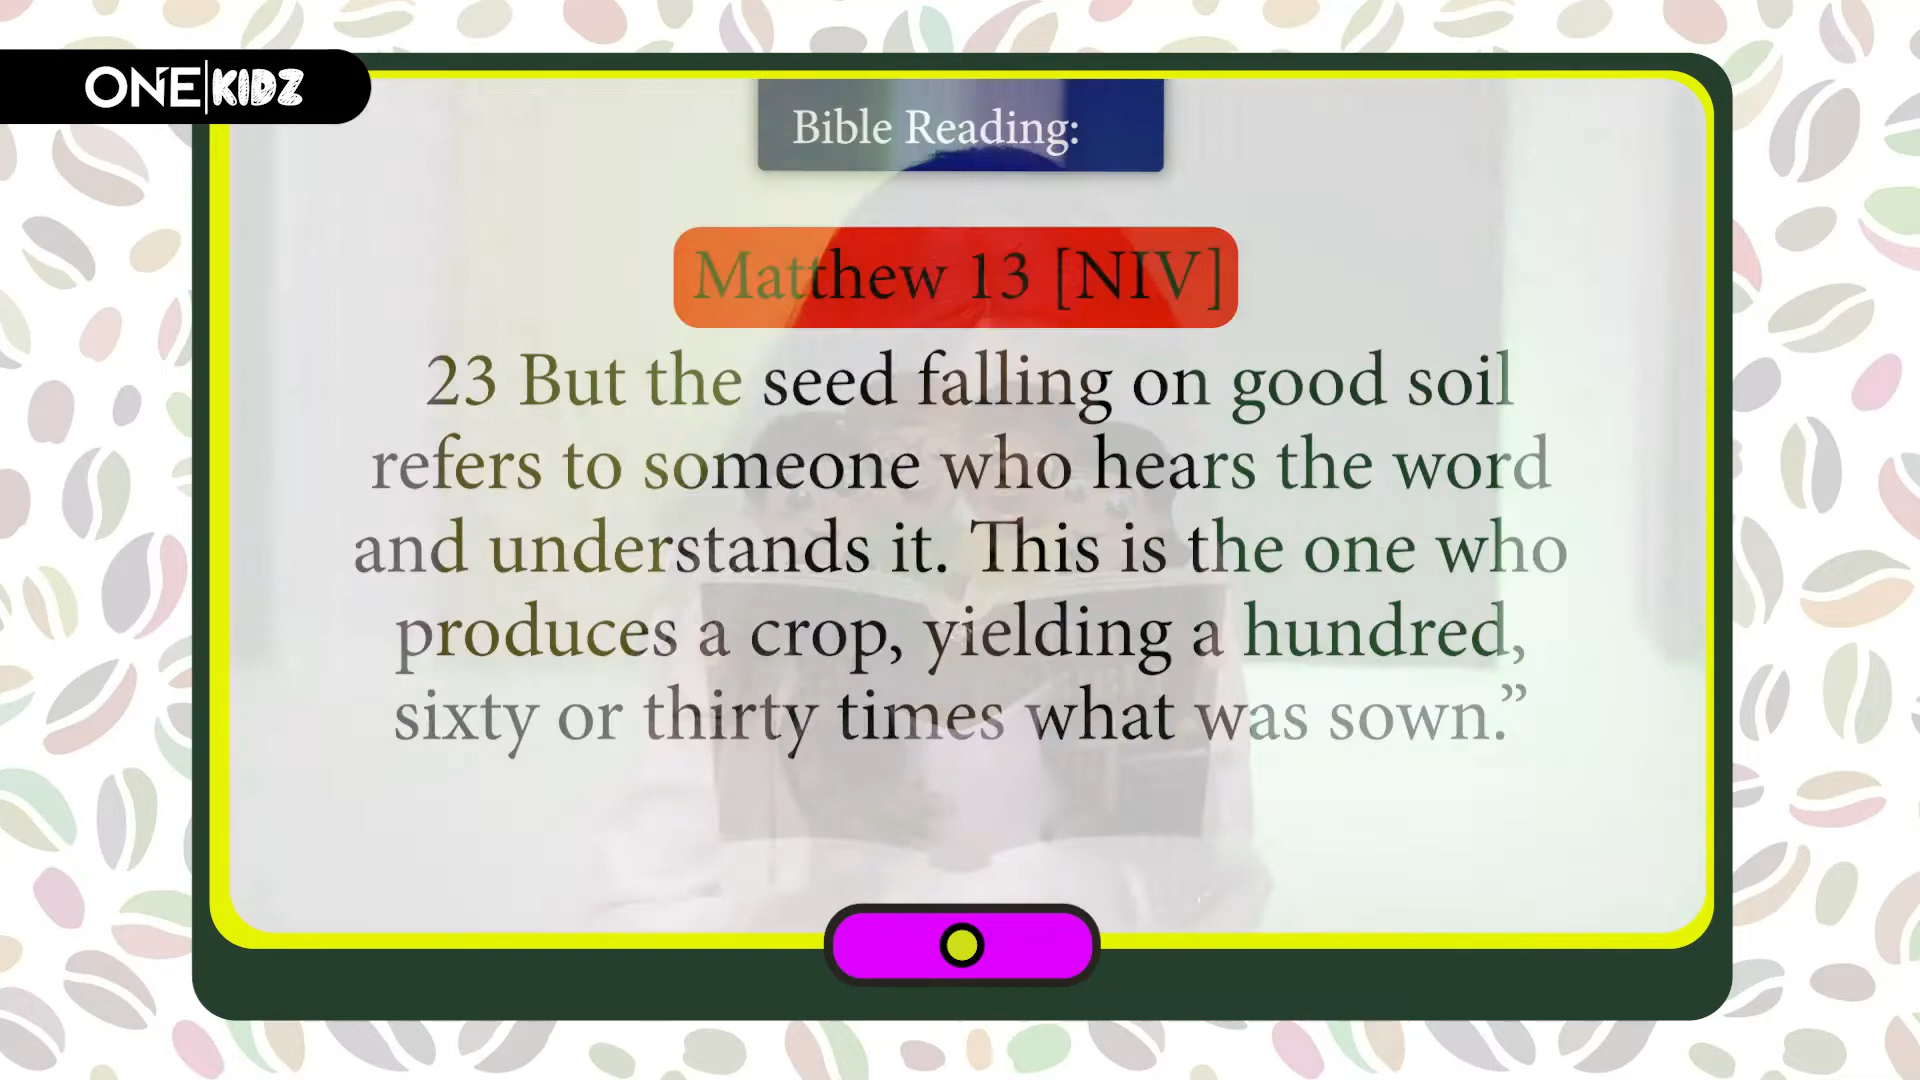 ONE|KIDZ
Bible Reading:
Matthew 13 [NIV]
23 But the seed falling on good soil
refers to someone who hears the word
and understands it. This is the one who
produces a crop, yielding a hundred,
sixty or thirty times what was sown.”